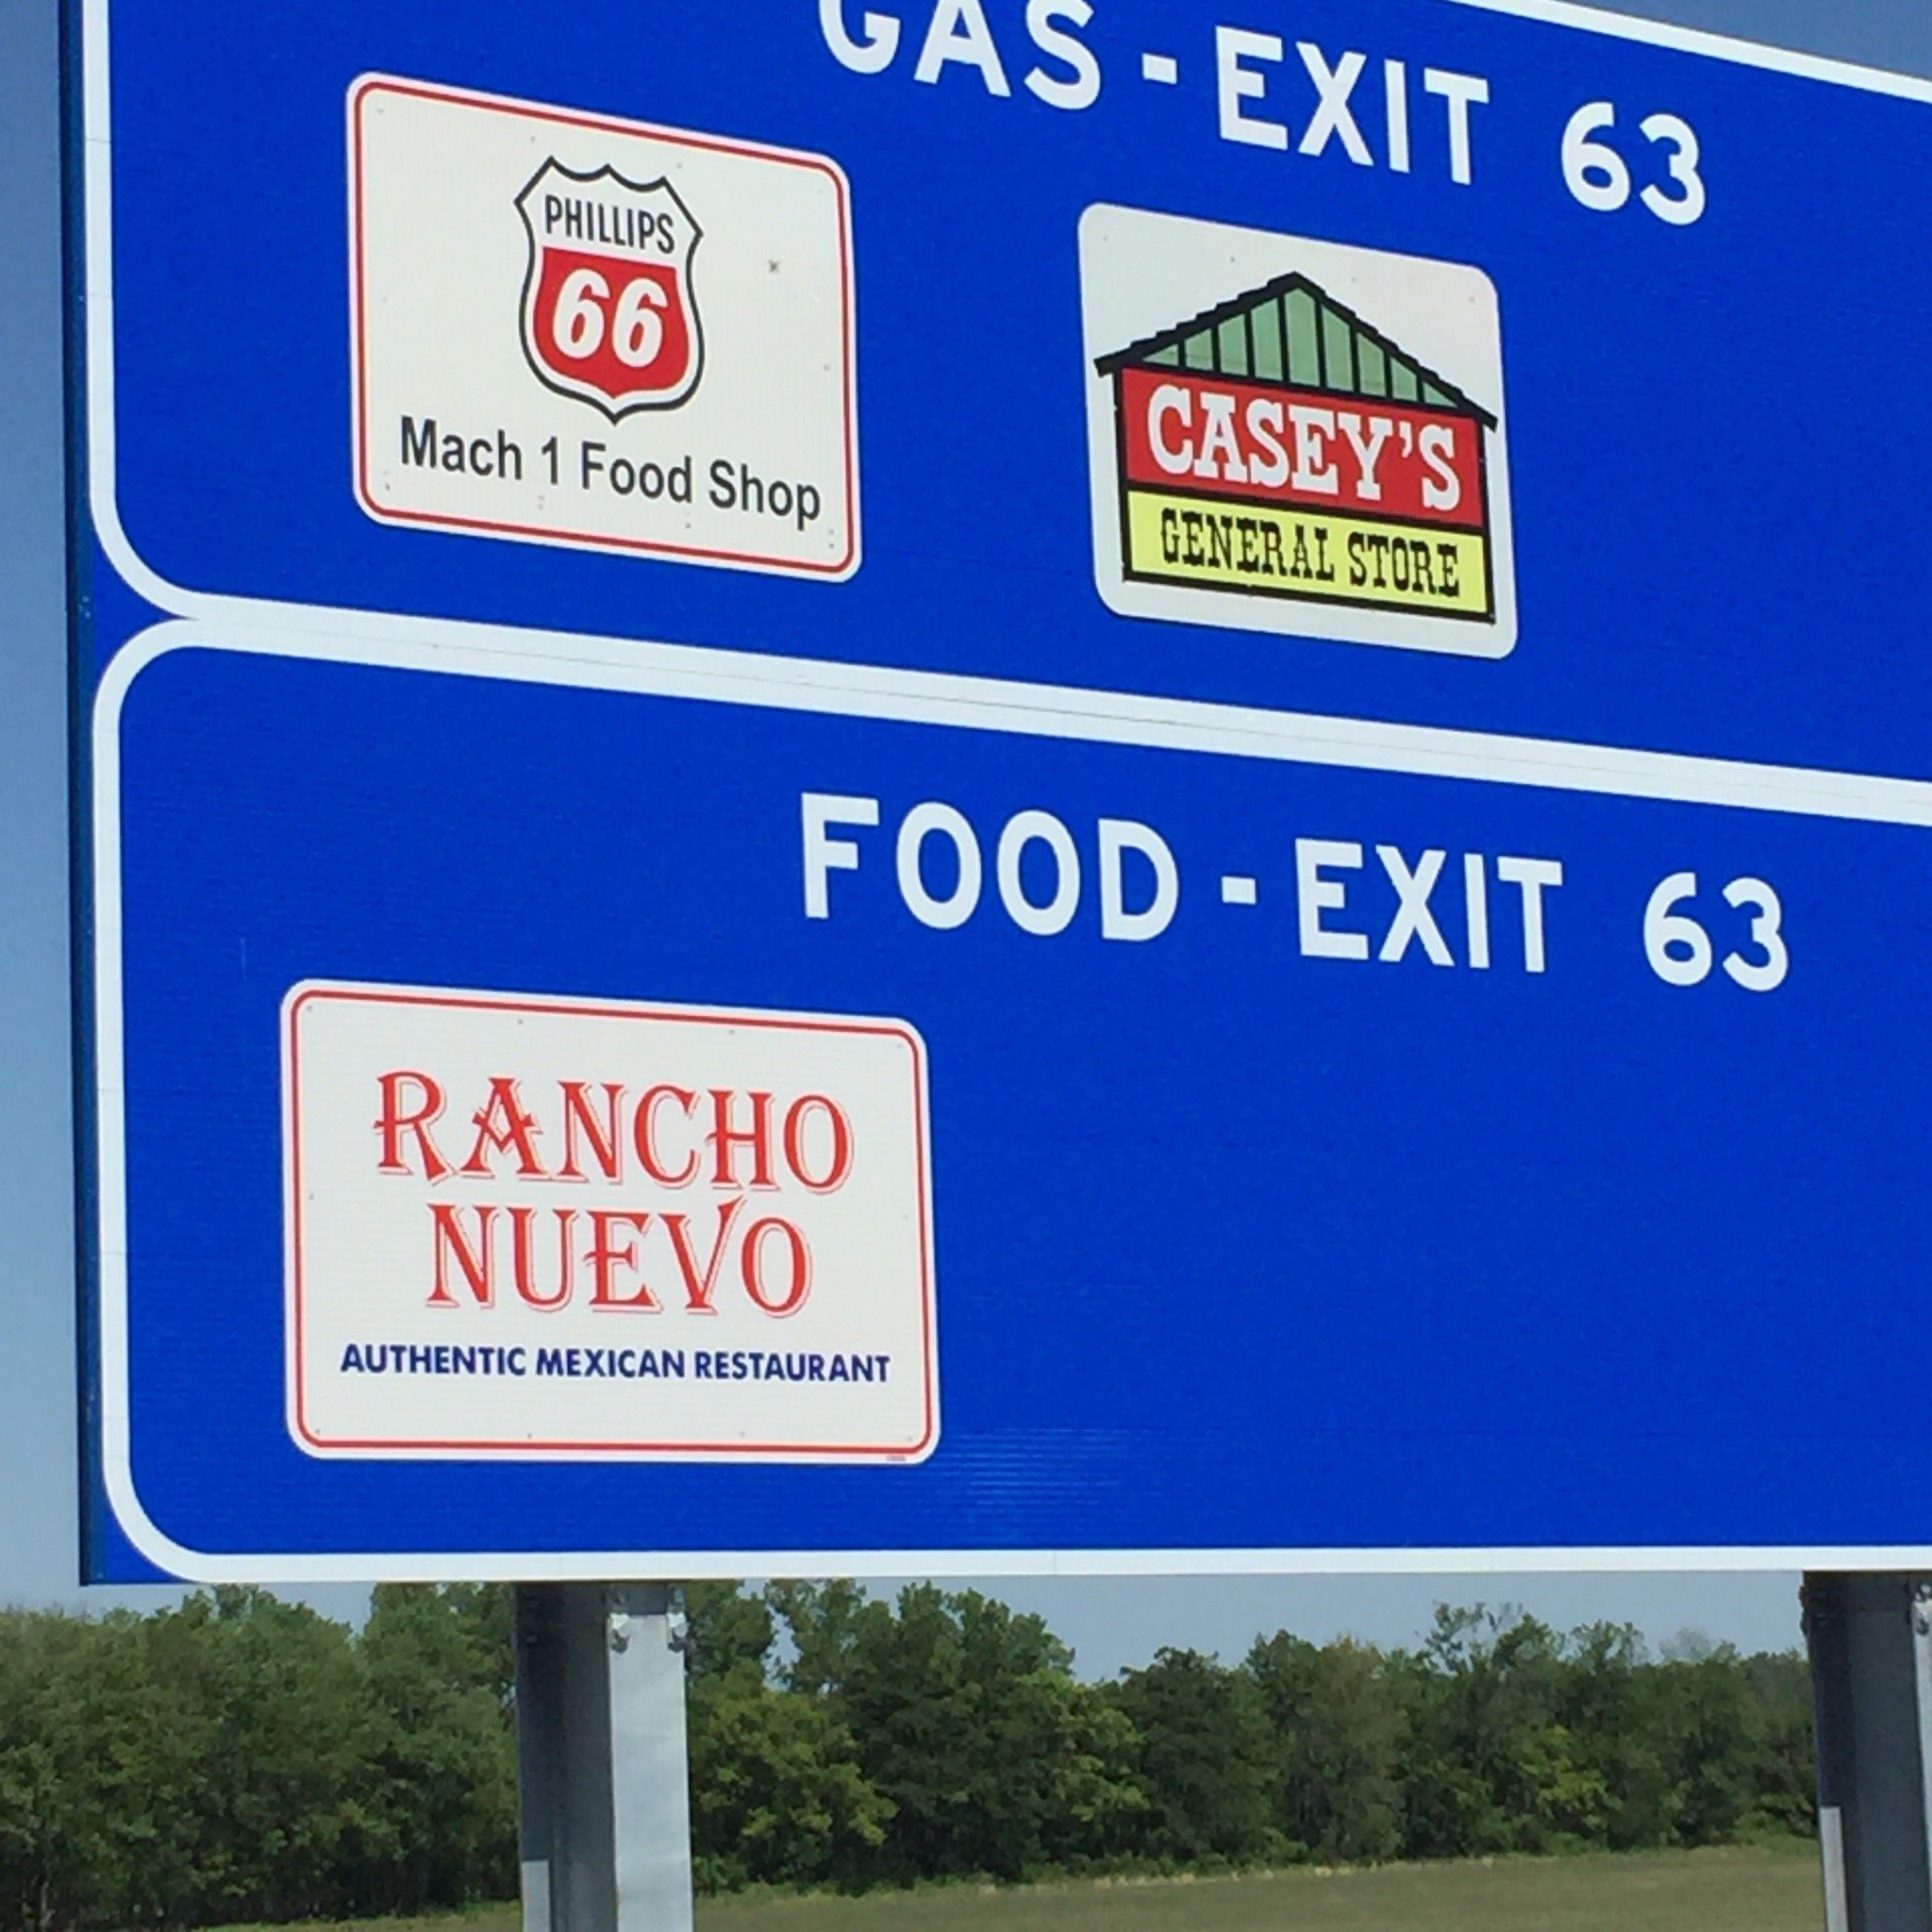 GAS - EXIT 63
PHILLIPS
66
Mach 1 Food Shop
CASEY'S
GENERAL STORE
FOOD - EXIT 63
RANCHO
NUEVO
AUTHENTIC MEXICAN RESTAURANT